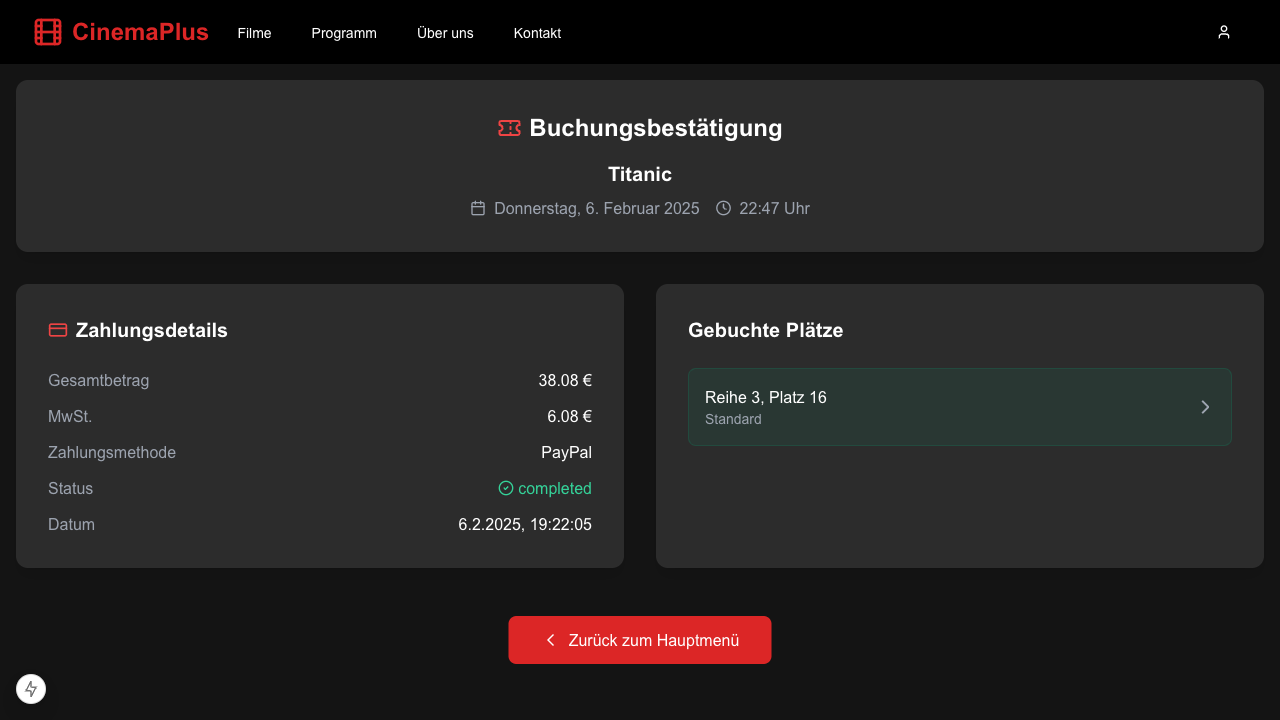 CinemaPlus Filme Programm Über uns Kontakt
Buchungsbestätigung
Titanic
Donnerstag, 6. Februar 2025 22:47 Uhr
Zahlungsdetails
Gesamtbetrag 38.08 €
MwSt. 6.08 €
Zahlungsmethode PayPal
Status completed
Datum 6.2.2025, 19:22:05
Gebuchte Plätze
Reihe 3, Platz 16
Standard
Zurück zum Hauptmenü